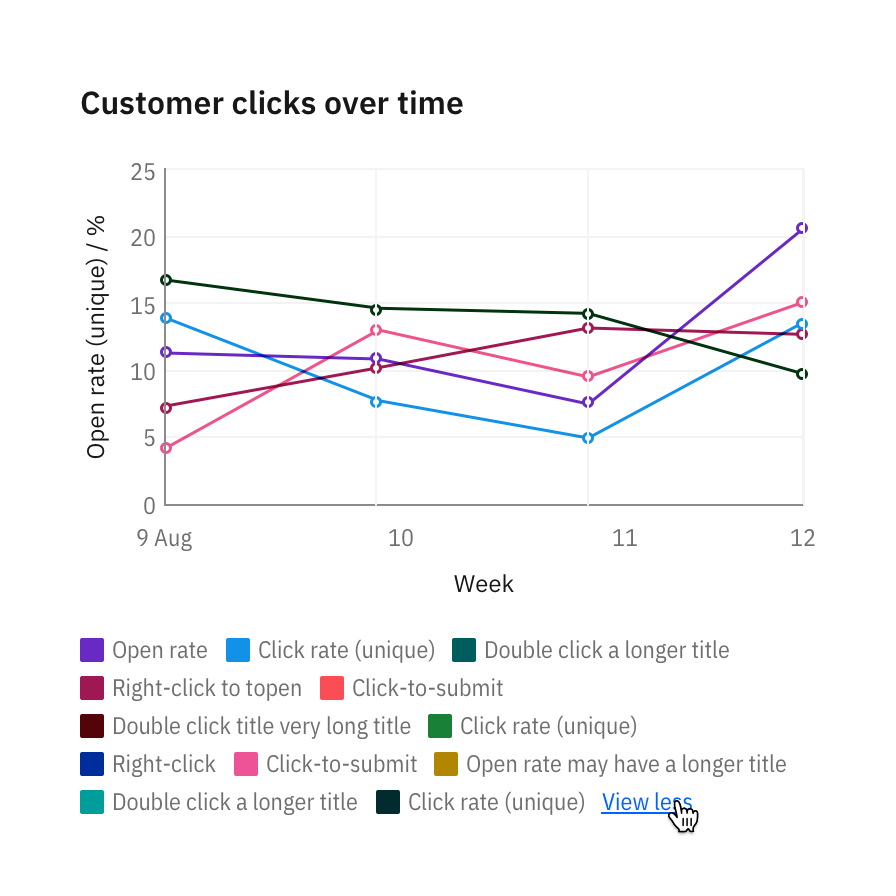 Customer clicks over time
25
20
15
10
5
0
Open rate (unique) / %
9 Aug 10 11 12
Week
Open rate Click rate (unique) Double click a longer title
Right-click to topen Click-to-submit
Double click title very long title Click rate (unique)
Right-click Click-to-submit Open rate may have a longer title
Double click a longer title Click rate (unique) View less